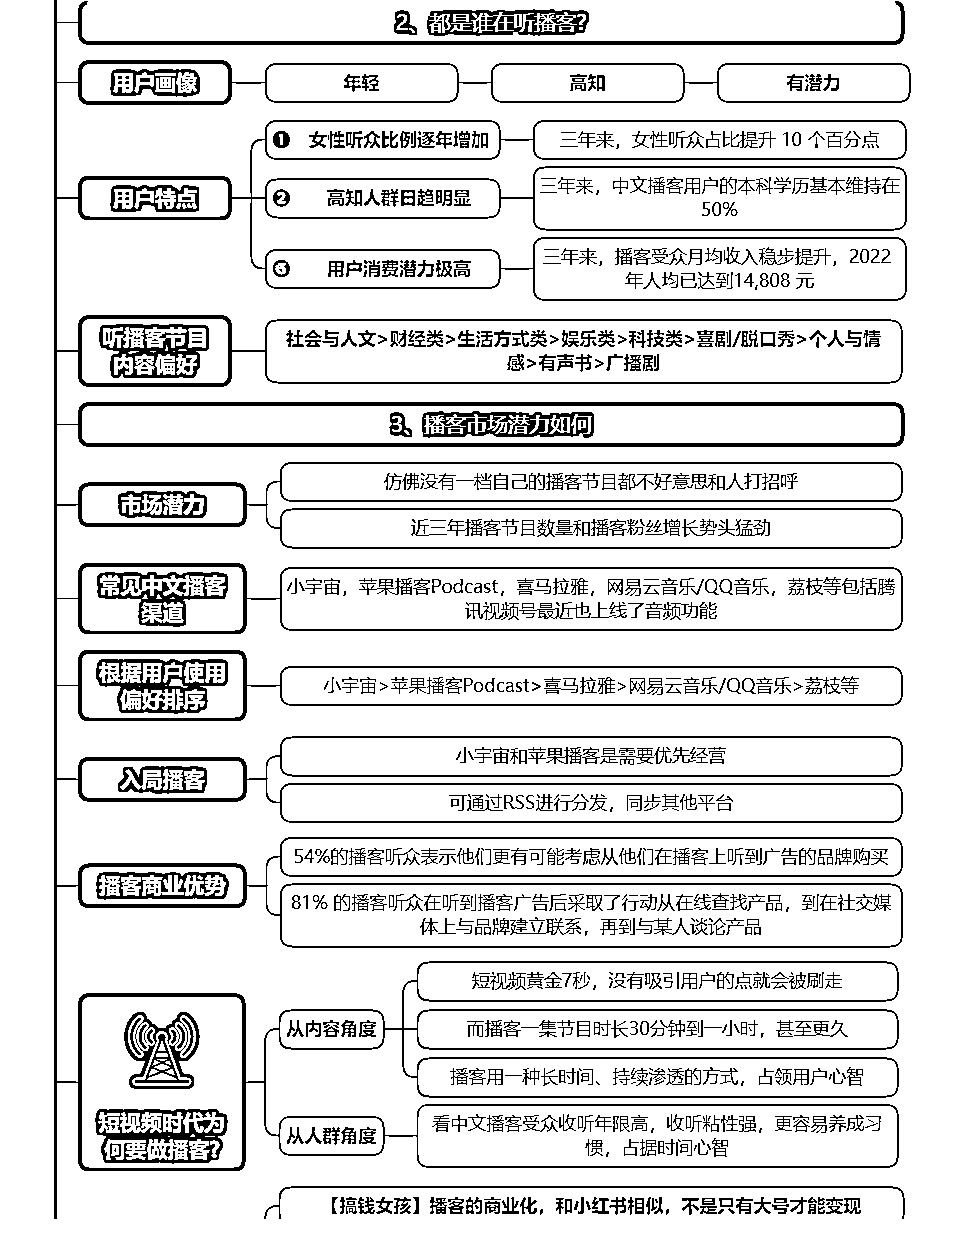 2、都是谁在听播客？
用户画像
年轻
高知
有潜力
用户特点
❶ 女性听众比例逐年增加
三年来，女性听众占比提升 10 个百分点
❷ 高知人群日趋明显
三年来，中文播客用户的本科学历基本维持在
50%
❸ 用户消费潜力极高
三年来，播客受众月均收入稳步提升，2022
年人均已达到14,808 元
听播客节目
内容偏好
社会与人文>财经类>生活方式类>娱乐类>科技类>喜剧/脱口秀>个人与情
感>有声书>广播剧
3、播客市场潜力如何
市场潜力
仿佛没有一档自己的播客节目都不好意思和人打招呼
近三年播客节目数量和播客粉丝增长势头猛劲
常见中文播客
渠道
小宇宙，苹果播客Podcast，喜马拉雅，网易云音乐/QQ音乐，荔枝等包括腾
讯视频号最近也上线了音频功能
根据用户使用
偏好排序
小宇宙>苹果播客Podcast>喜马拉雅>网易云音乐/QQ音乐>荔枝等
入局播客
小宇宙和苹果播客是需要优先经营
可通过RSS进行分发，同步其他平台
播客商业优势
54%的播客听众表示他们更有可能考虑从他们在播客上听到广告的品牌购买
81% 的播客听众在听到播客广告后采取了行动从在线查找产品，到在社交媒
体上与品牌建立联系，再到与某人谈论产品
短视频时代为
何要做播客？
从内容角度
短视频黄金7秒，没有吸引用户的点就会被刷走
而播客一集节目时长30分钟到一小时，甚至更久
播客用一种长时间、持续渗透的方式，占领用户心智
从人群角度
看中文播客受众收听年限高，收听粘性强，更容易养成习
惯，占据时间心智
【搞钱女孩】播客的商业化，和小红书相似，不是只有大号才能变现